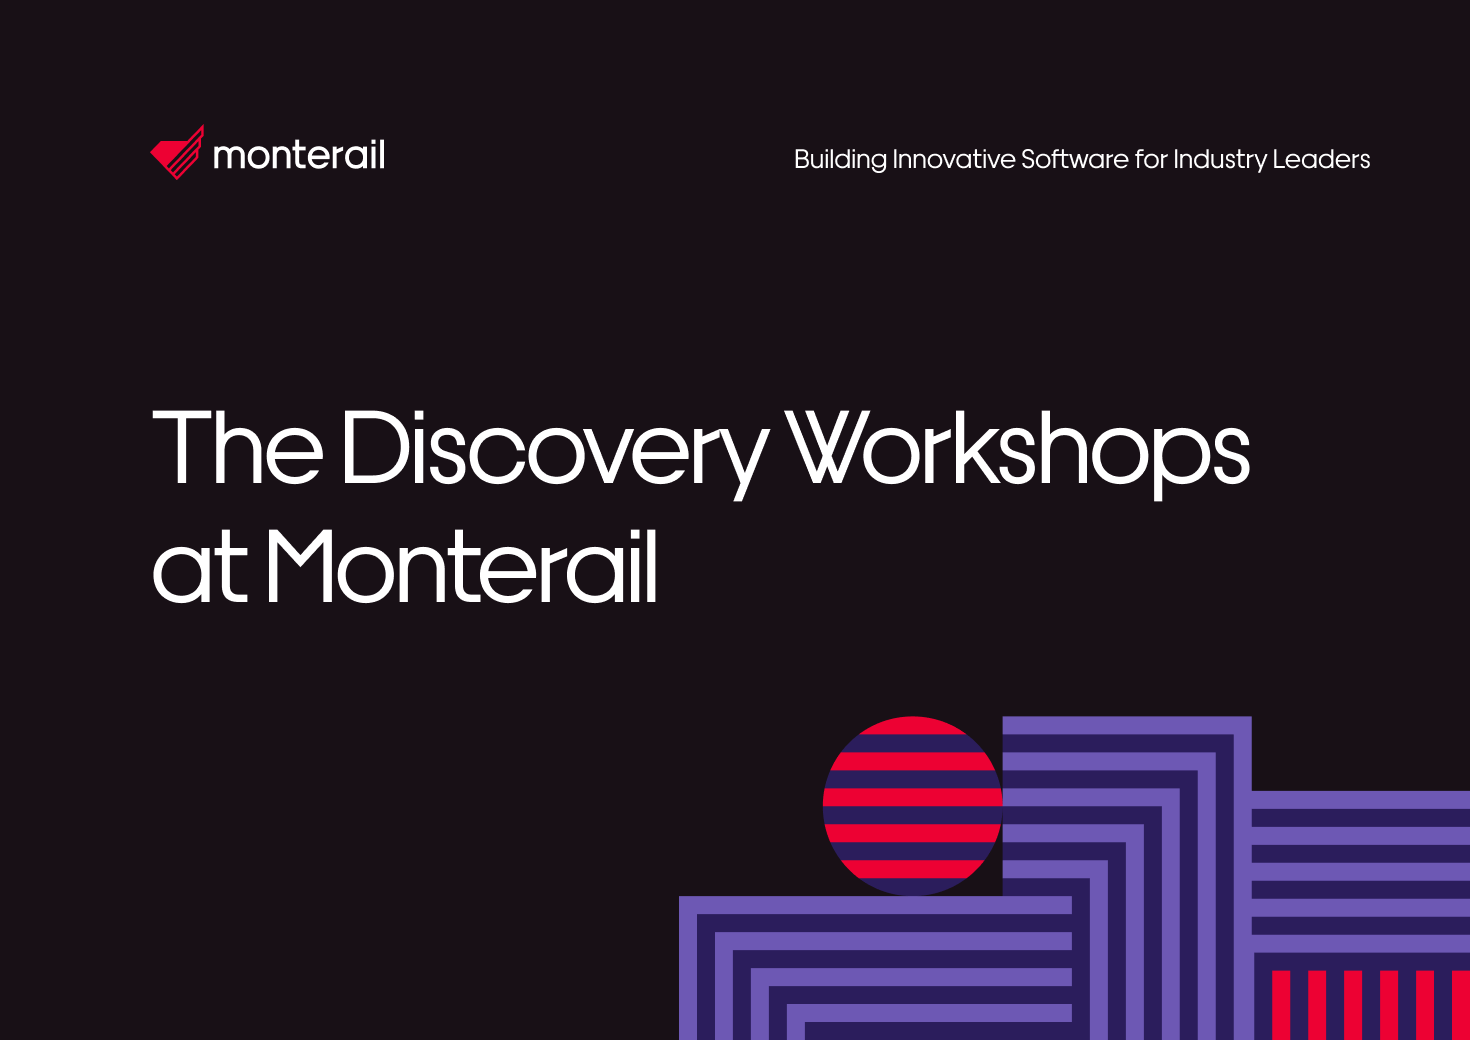 monterail
Building Innovative Software for Industry Leaders
The Discovery Workshops
at Monterail